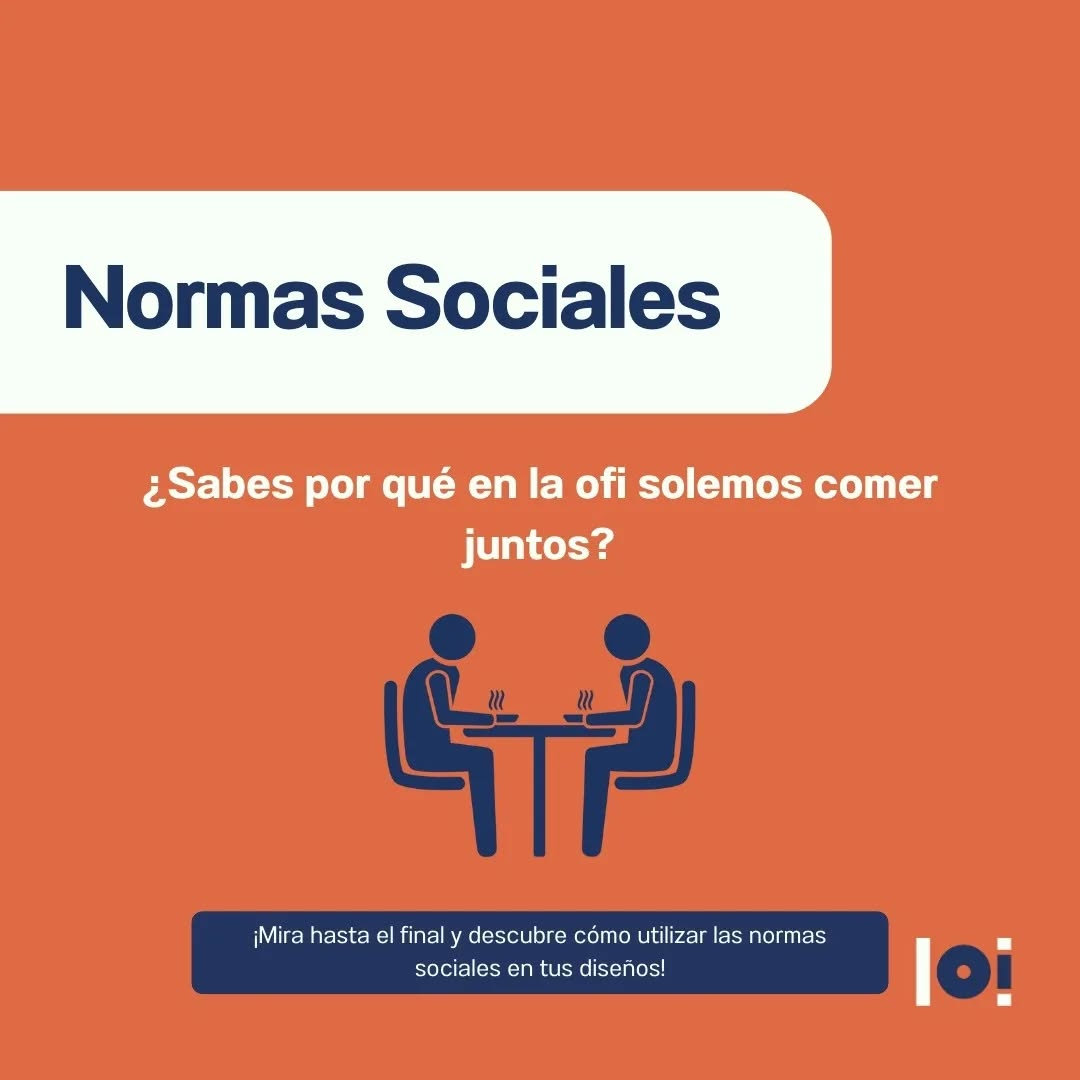 Normas Sociales
¿Sabes por qué en la ofi solemos comer
juntos?
¡Mira hasta el final y descubre cómo utilizar las normas
sociales en tus diseños!
loi